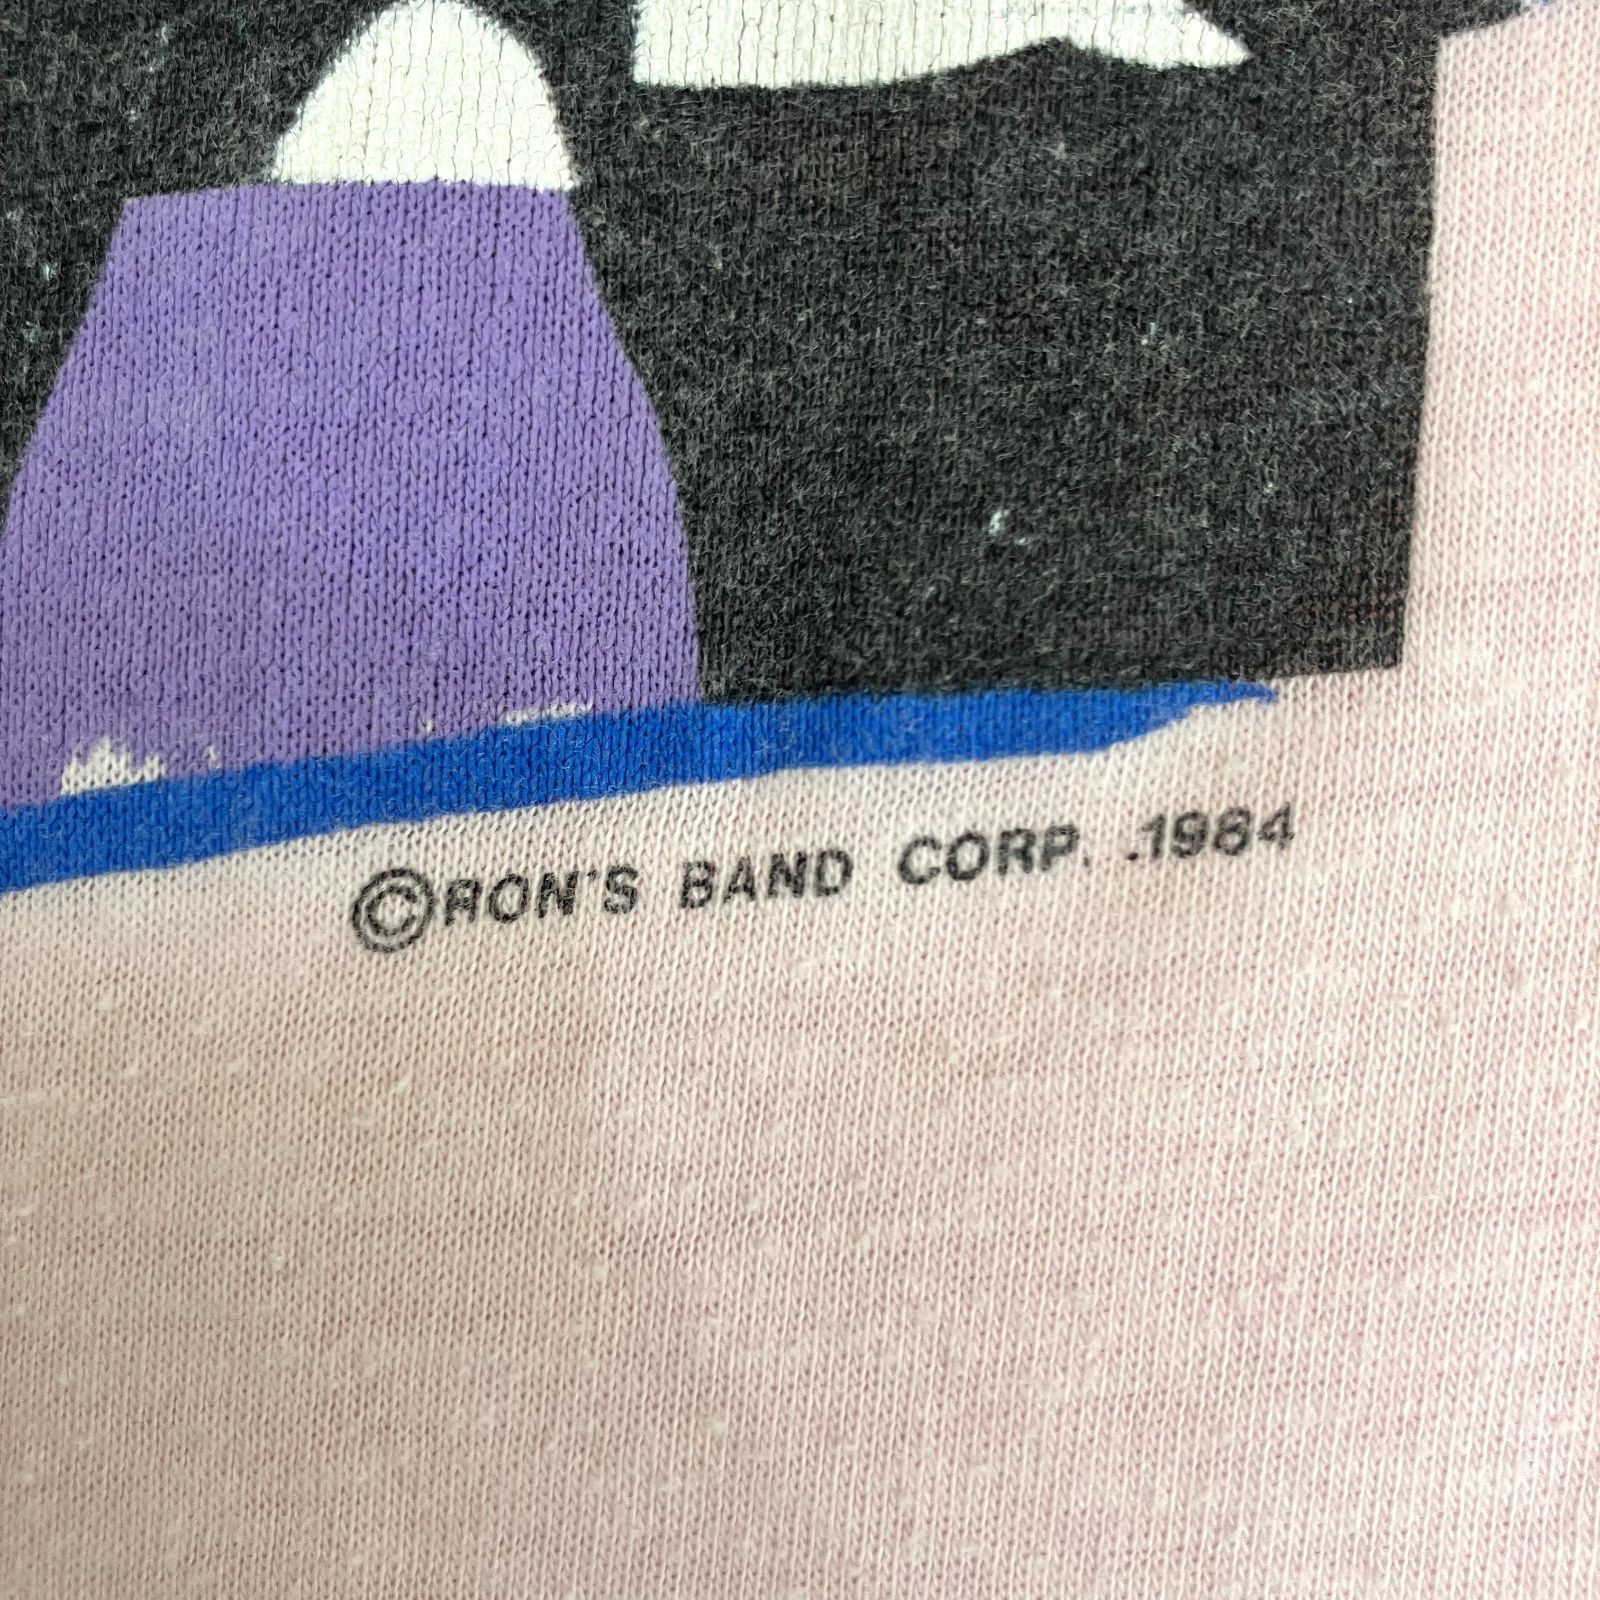 ©RON'S BAND CORP. .1984